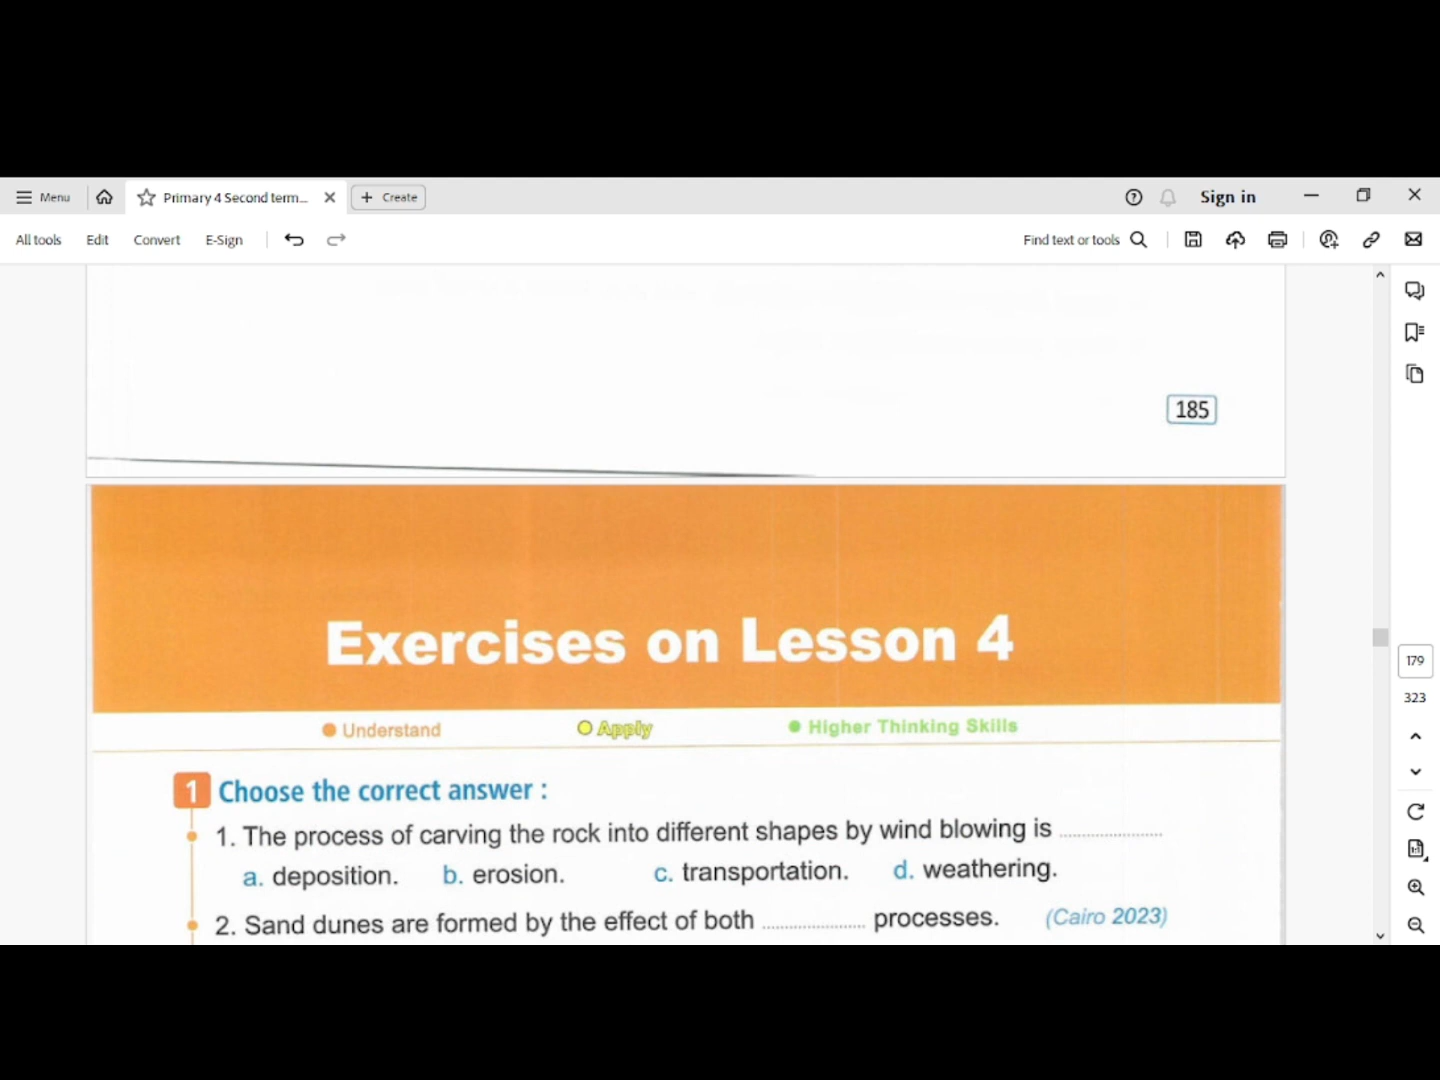 Menu
Primary 4 Second term...
Create
Sign in
All tools
Edit
Convert
E-Sign
Find text or tools
185
Exercises on Lesson 4
Understand
Apply
Higher Thinking Skills
1 Choose the correct answer :
1. The process of carving the rock into different shapes by wind blowing is ....................
a. deposition. b. erosion. c. transportation. d. weathering.
2. Sand dunes are formed by the effect of both .................... processes. (Cairo 2023)
179
323